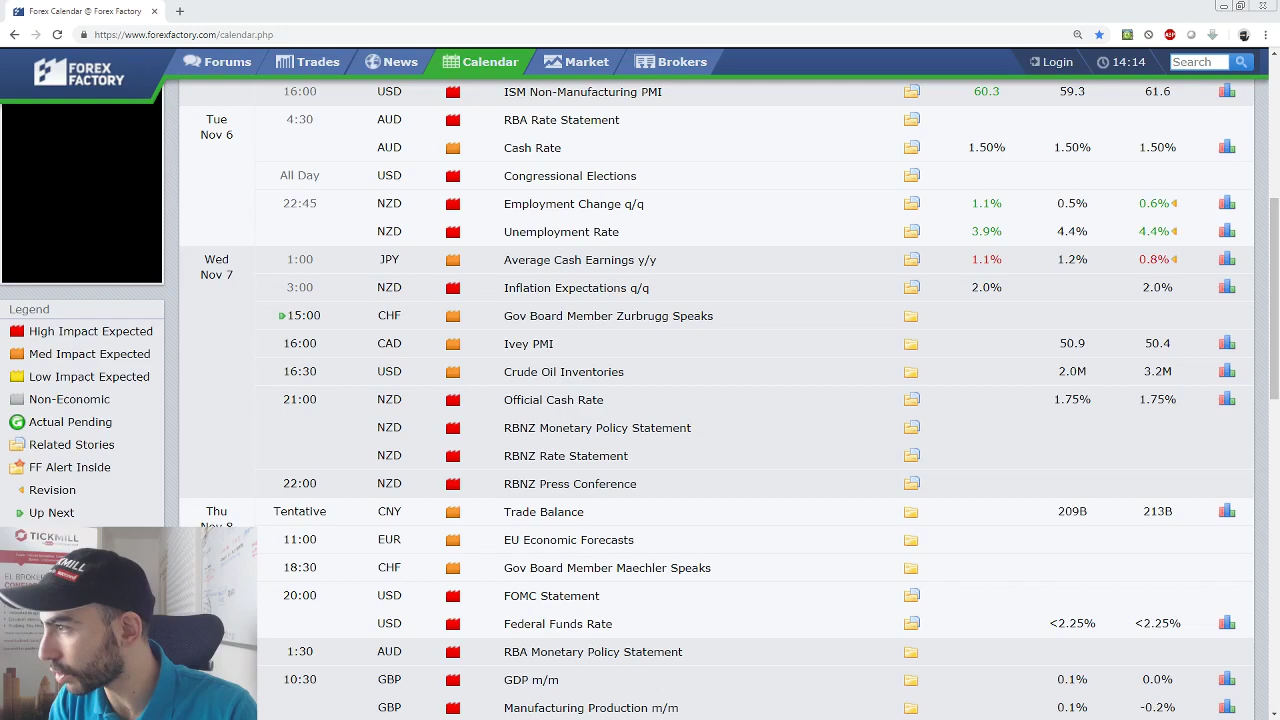 Forex Calendar @ Forex Factory
https://www.forexfactory.com/calendar.php
FOREX FACTORY Forums Trades News Calendar Market Brokers Login 14:14 Search
16:00 USD ISM Non-Manufacturing PMI 60.3 59.3 61.6
Tue Nov 6 4:30 AUD RBA Rate Statement
AUD Cash Rate 1.50% 1.50% 1.50%
All Day USD Congressional Elections
22:45 NZD Employment Change q/q 1.1% 0.5% 0.6%
NZD Unemployment Rate 3.9% 4.4% 4.4%
Wed Nov 7 1:00 JPY Average Cash Earnings y/y 1.1% 1.2% 0.8%
3:00 NZD Inflation Expectations q/q 2.0% 2.0%
15:00 CHF Gov Board Member Zurbrugg Speaks
16:00 CAD Ivey PMI 50.9 50.4
16:30 USD Crude Oil Inventories 2.0M 3.2M
21:00 NZD Official Cash Rate 1.75% 1.75%
NZD RBNZ Monetary Policy Statement
NZD RBNZ Rate Statement
22:00 NZD RBNZ Press Conference
Thu Nov 8 Tentative CNY Trade Balance 209B 213B
11:00 EUR EU Economic Forecasts
18:30 CHF Gov Board Member Maechler Speaks
20:00 USD FOMC Statement
USD Federal Funds Rate <2.25% <2.25%
1:30 AUD RBA Monetary Policy Statement
10:30 GBP GDP m/m 0.1% 0.0%
GBP Manufacturing Production m/m 0.1% -0.2%
Legend
High Impact Expected
Med Impact Expected
Low Impact Expected
Non-Economic
Actual Pending
Related Stories
FF Alert Inside
Revision
Up Next
TICKMILL
TICKMILL